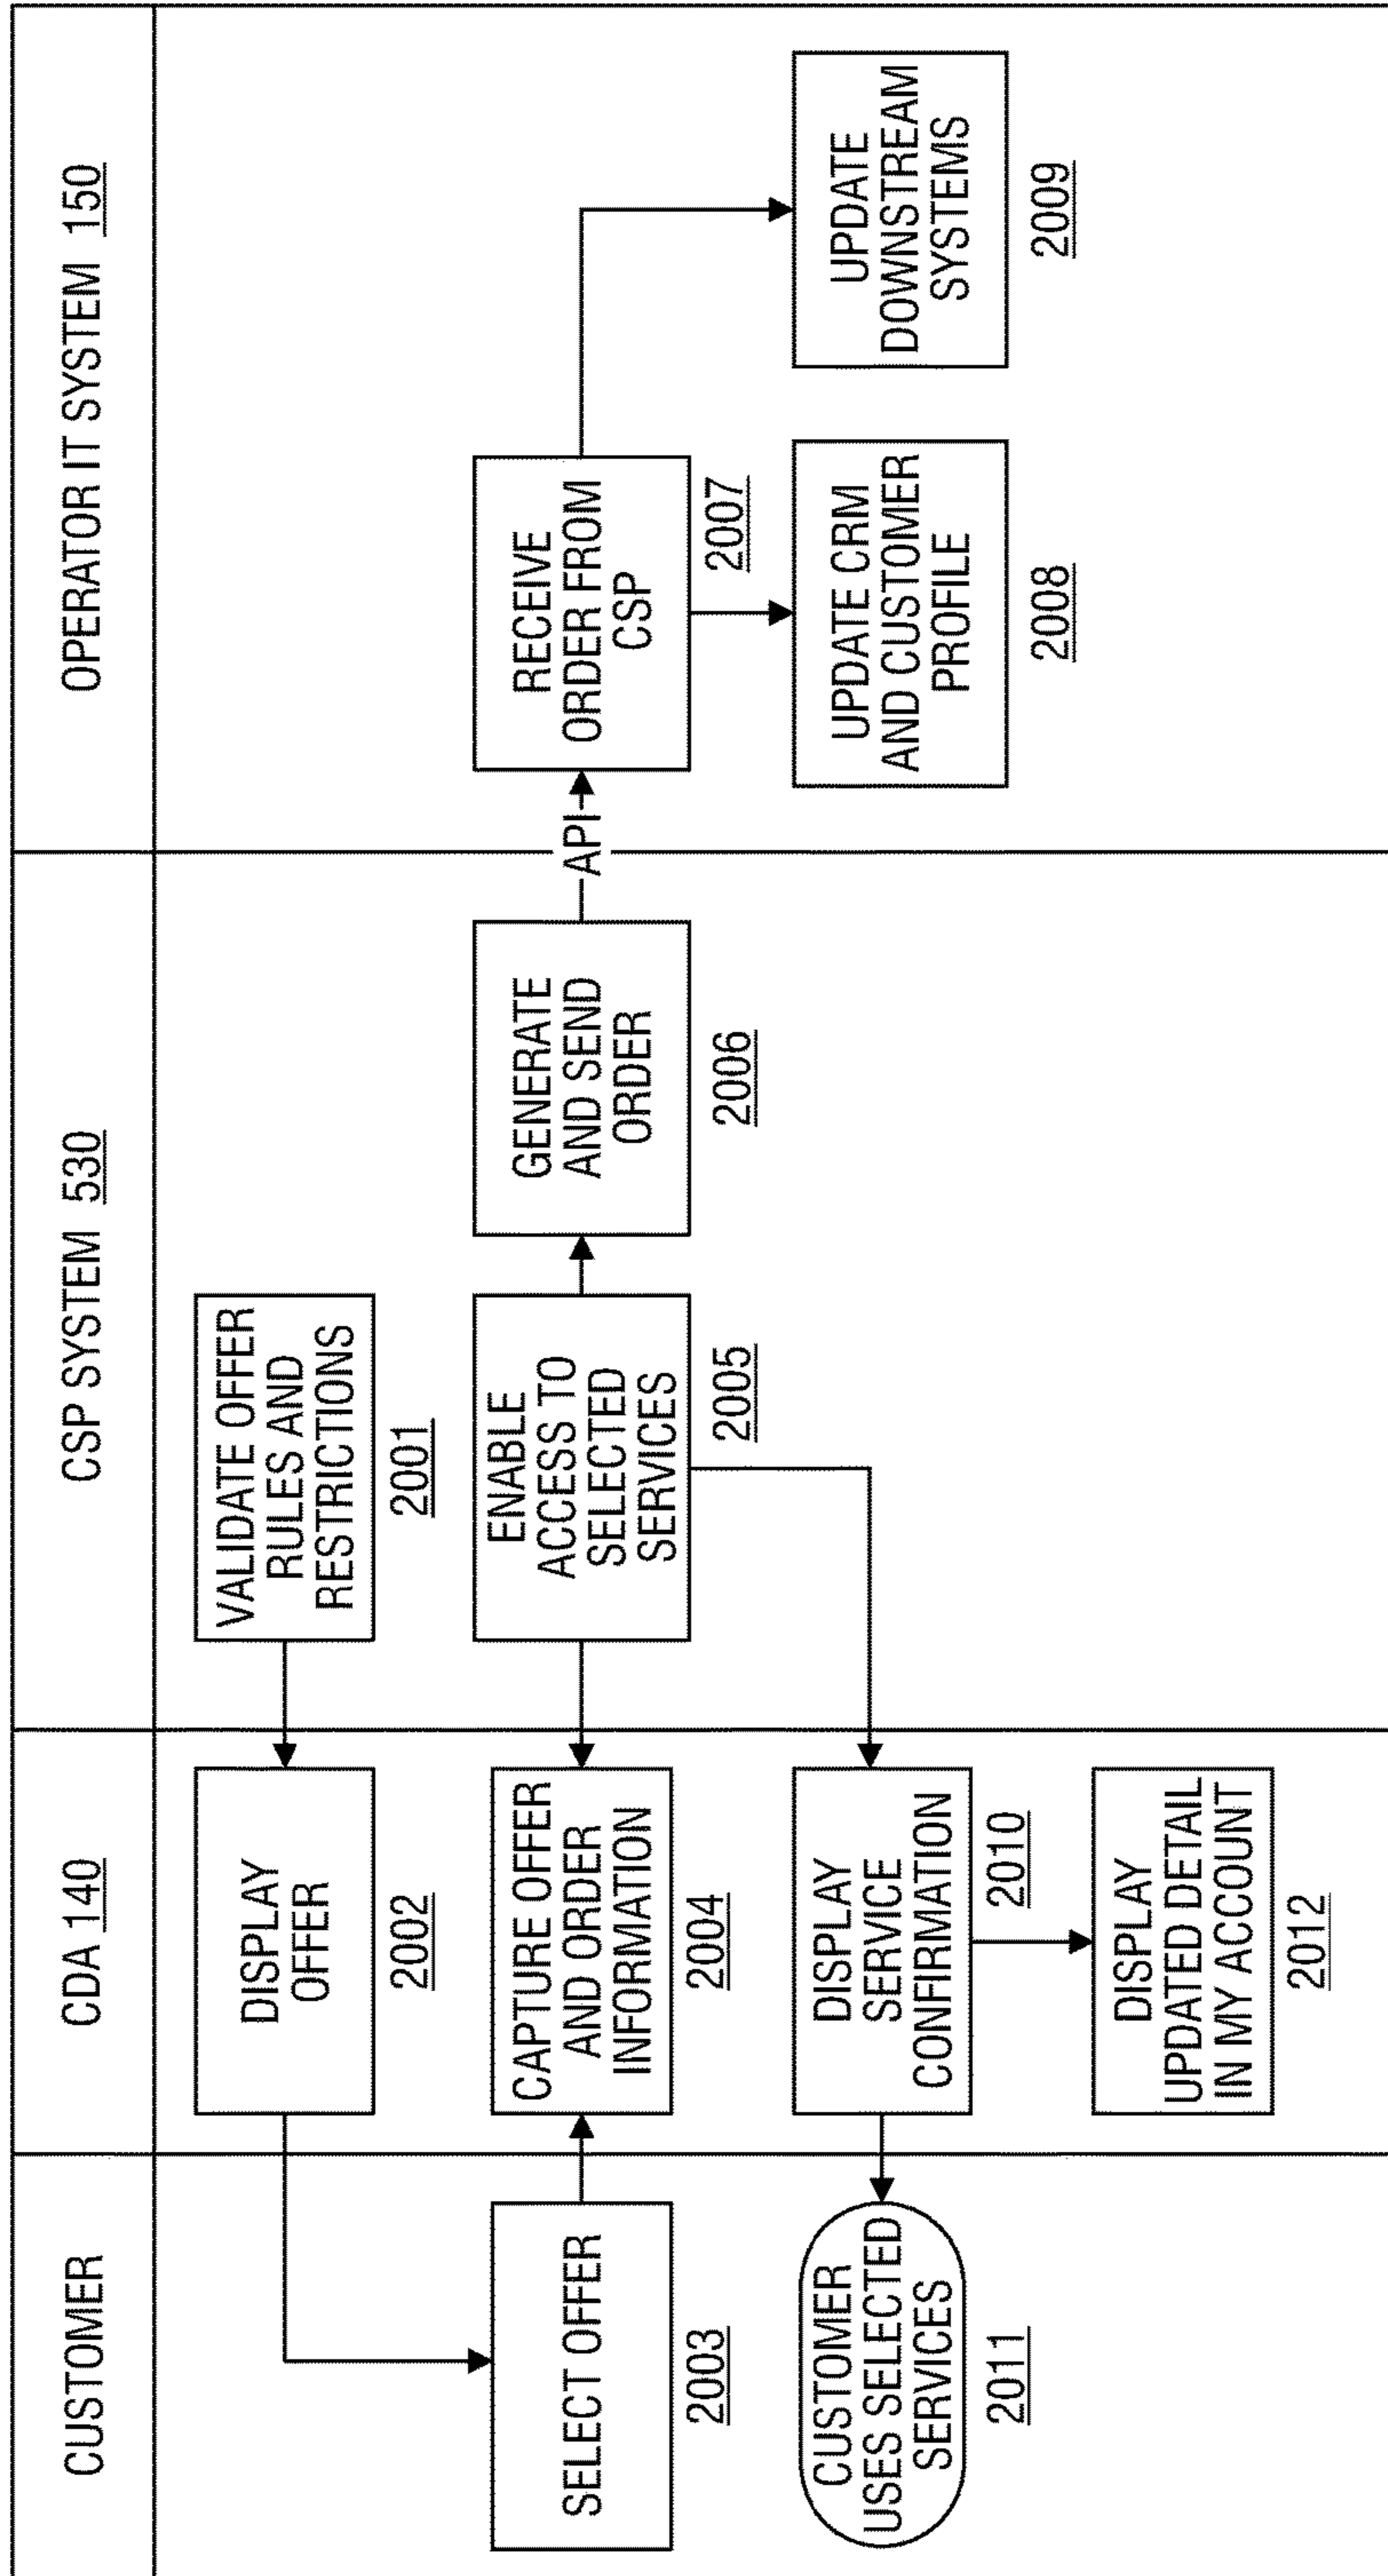 CUSTOMER
CDA 140
CSP SYSTEM 530
OPERATOR IT SYSTEM 150
DISPLAY
OFFER
2002
VALIDATE OFFER
RULES AND
RESTRICTIONS
2001
SELECT OFFER
2003
CAPTURE OFFER
AND ORDER
INFORMATION
2004
ENABLE
ACCESS TO
SELECTED
SERVICES
2005
GENERATE
AND SEND
ORDER
2006
API
RECEIVE
ORDER FROM
CSP
2007
CUSTOMER
USES SELECTED
SERVICES
2011
DISPLAY
SERVICE
CONFIRMATION
2010
UPDATE CRM
AND CUSTOMER
PROFILE
2008
UPDATE
DOWNSTREAM
SYSTEMS
2009
DISPLAY
UPDATED DETAIL
IN MY ACCOUNT
2012